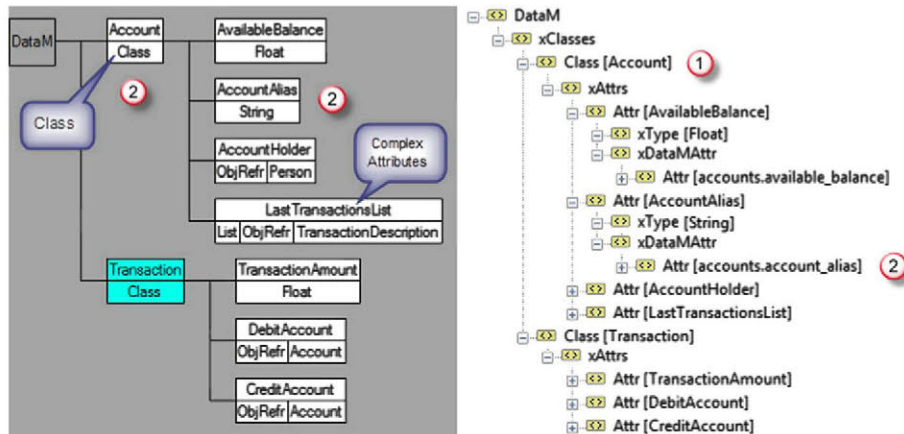 DataM
Account
Class
2
Class
AvailableBalance
Float
AccountAlias
String
2
AccountHolder
ObjRefr Person
Complex
Attributes
LastTransactionsList
List ObjRefr TransactionDescription
Transaction
Class
TransactionAmount
Float
DebitAccount
ObjRefr Account
CreditAccount
ObjRefr Account
DataM
xClasses
Class [Account] 1
xAttrs
Attr [AvailableBalance]
xType [Float]
xDataMAttr
Attr [accounts.available_balance]
Attr [AccountAlias]
xType [String]
xDataMAttr
Attr [accounts.account_alias] 2
Attr [AccountHolder]
Attr [LastTransactionsList]
Class [Transaction]
xAttrs
Attr [TransactionAmount]
Attr [DebitAccount]
Attr [CreditAccount]